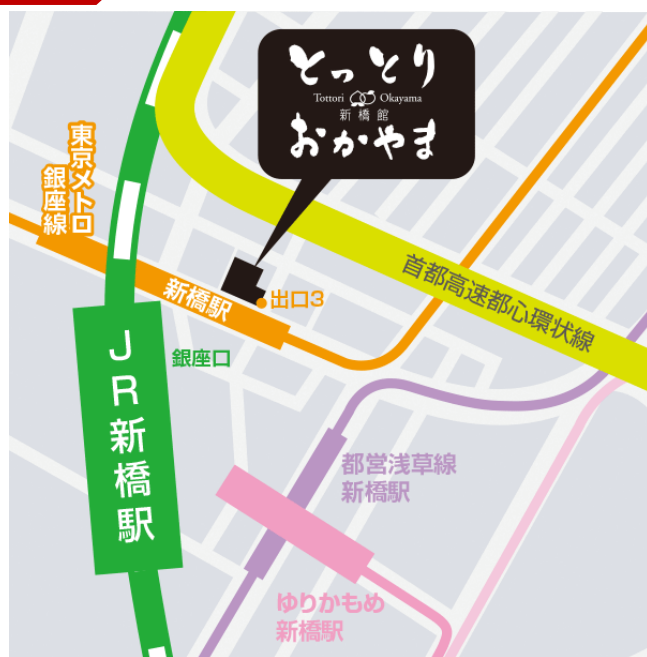 とっとり
Tottori Okayama
新橋館
おかやま
東京メトロ
銀座線
新橋駅
出口3
首都高速都心環状線
JR新橋駅
銀座口
都営浅草線
新橋駅
ゆりかもめ
新橋駅